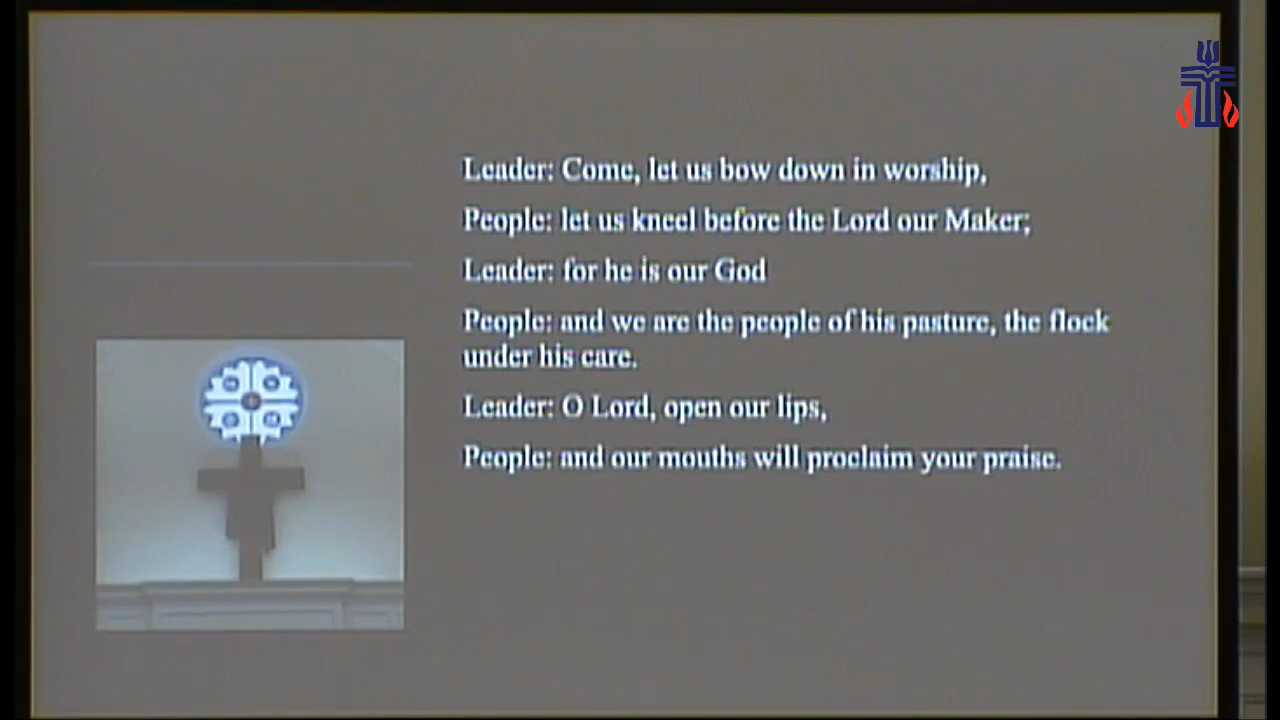 Leader: Come, let us bow down in worship,
People: let us kneel before the Lord our Maker;
Leader: for he is our God
People: and we are the people of his pasture, the flock
under his care.
Leader: O Lord, open our lips,
People: and our mouths will proclaim your praise.